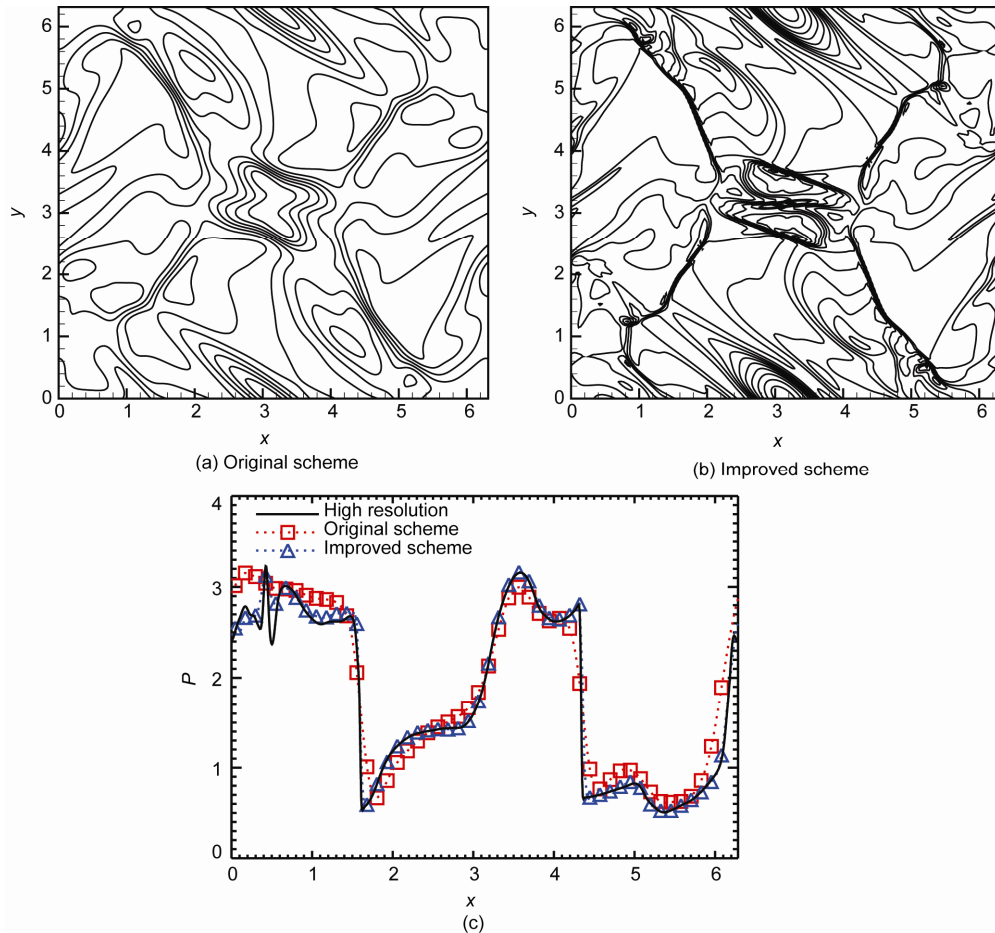 6
5
4
3
2
1
0
y
0 1 2 3 4 5 6
x
(a) Original scheme
6
5
4
3
2
1
0
y
0 1 2 3 4 5 6
x
(b) Improved scheme
4
3
2
1
0
P
High resolution
Original scheme
Improved scheme
0 1 2 3 4 5 6
x
(c)